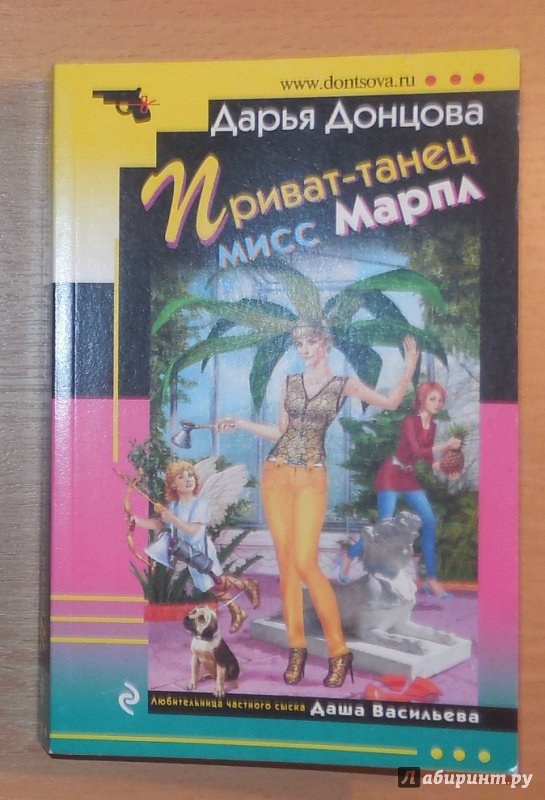 www.dontsova.ru
Дарья Донцова
Приват-танец
мисс Марпл
Любительница частного сыска Даша Васильева
Лабиринт.ру